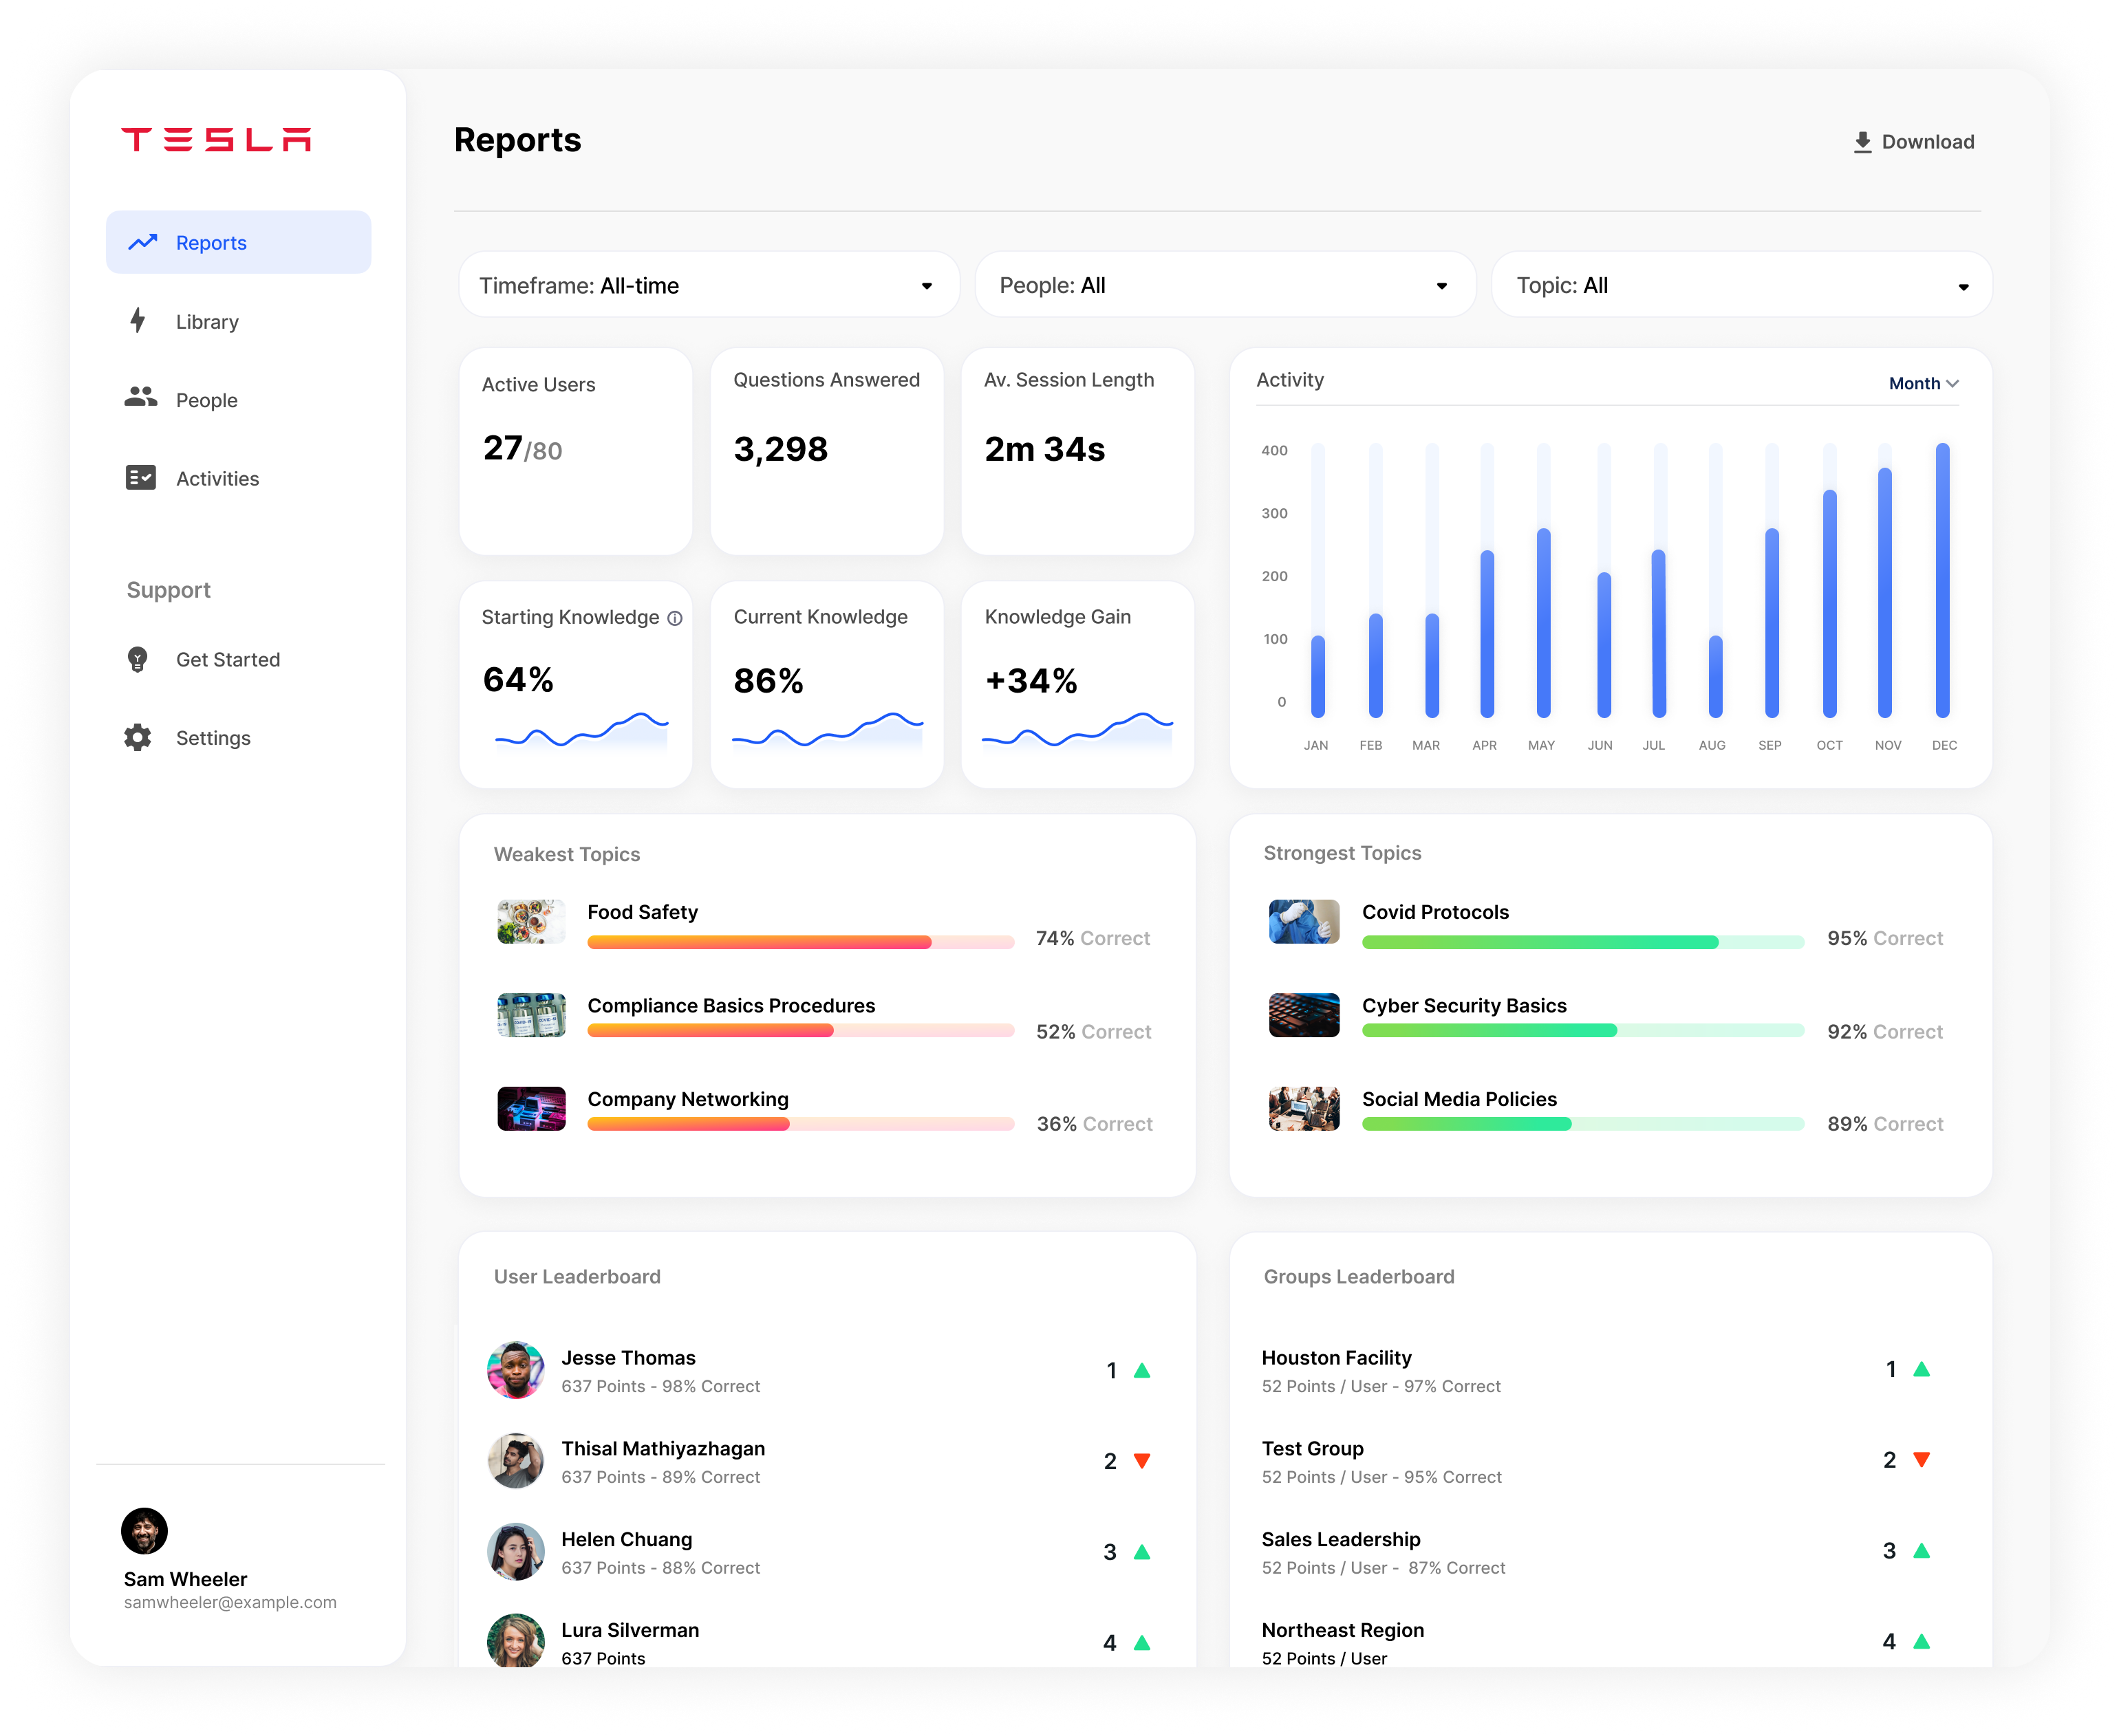 TESLA
Reports
Library
People
Activities
Support
Get Started
Settings
Sam Wheeler
samwheeler@example.com
Reports
Download
Timeframe: All-time
People: All
Topic: All
Active Users
27/80
Questions Answered
3,298
Av. Session Length
2m 34s
Starting Knowledge
64%
Current Knowledge
86%
Knowledge Gain
+34%
Activity
Month
400
300
200
100
0
JAN FEB MAR APR MAY JUN JUL AUG SEP OCT NOV DEC
Weakest Topics
Food Safety
74% Correct
Compliance Basics Procedures
52% Correct
Company Networking
36% Correct
Strongest Topics
Covid Protocols
95% Correct
Cyber Security Basics
92% Correct
Social Media Policies
89% Correct
User Leaderboard
Jesse Thomas
637 Points - 98% Correct
1
Thisal Mathiyazhagan
637 Points - 89% Correct
2
Helen Chuang
637 Points - 88% Correct
3
Lura Silverman
637 Points
4
Groups Leaderboard
Houston Facility
52 Points / User - 97% Correct
1
Test Group
52 Points / User - 95% Correct
2
Sales Leadership
52 Points / User - 87% Correct
3
Northeast Region
52 Points / User
4